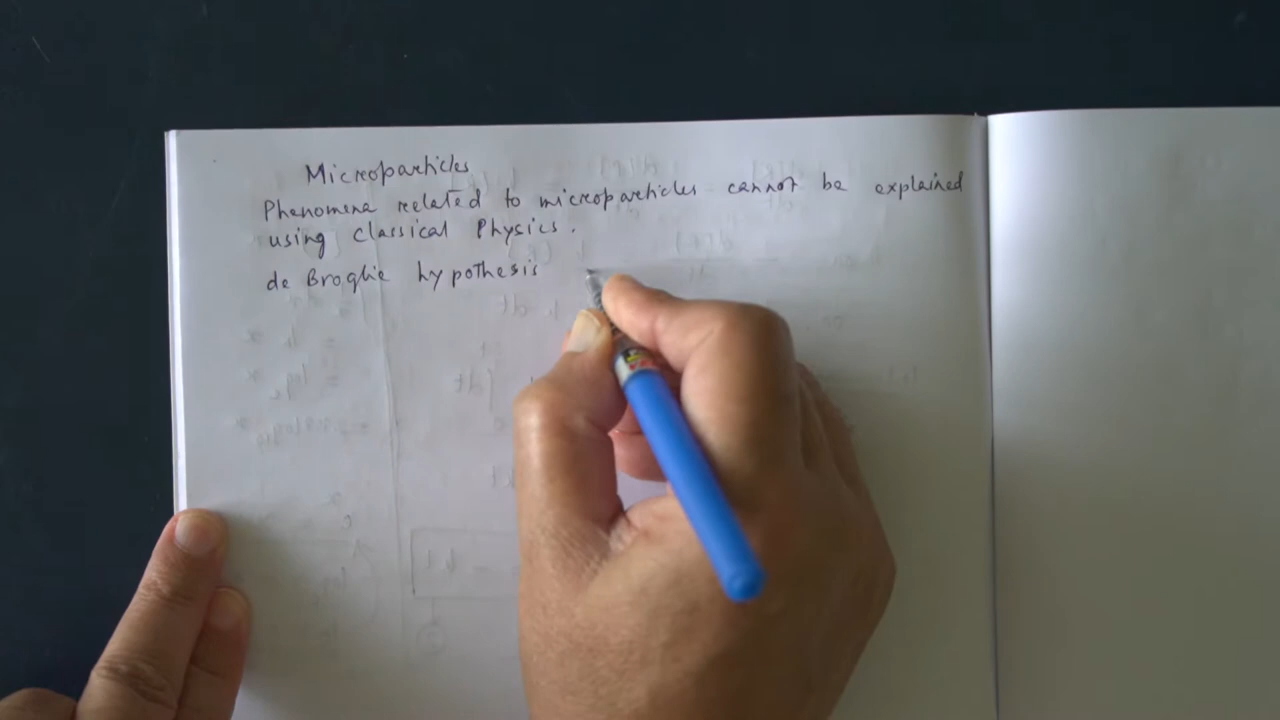 Microparticles
Phenomena related to microparticles cannot be explained
using Classical Physics.
de Broglie hypothesis